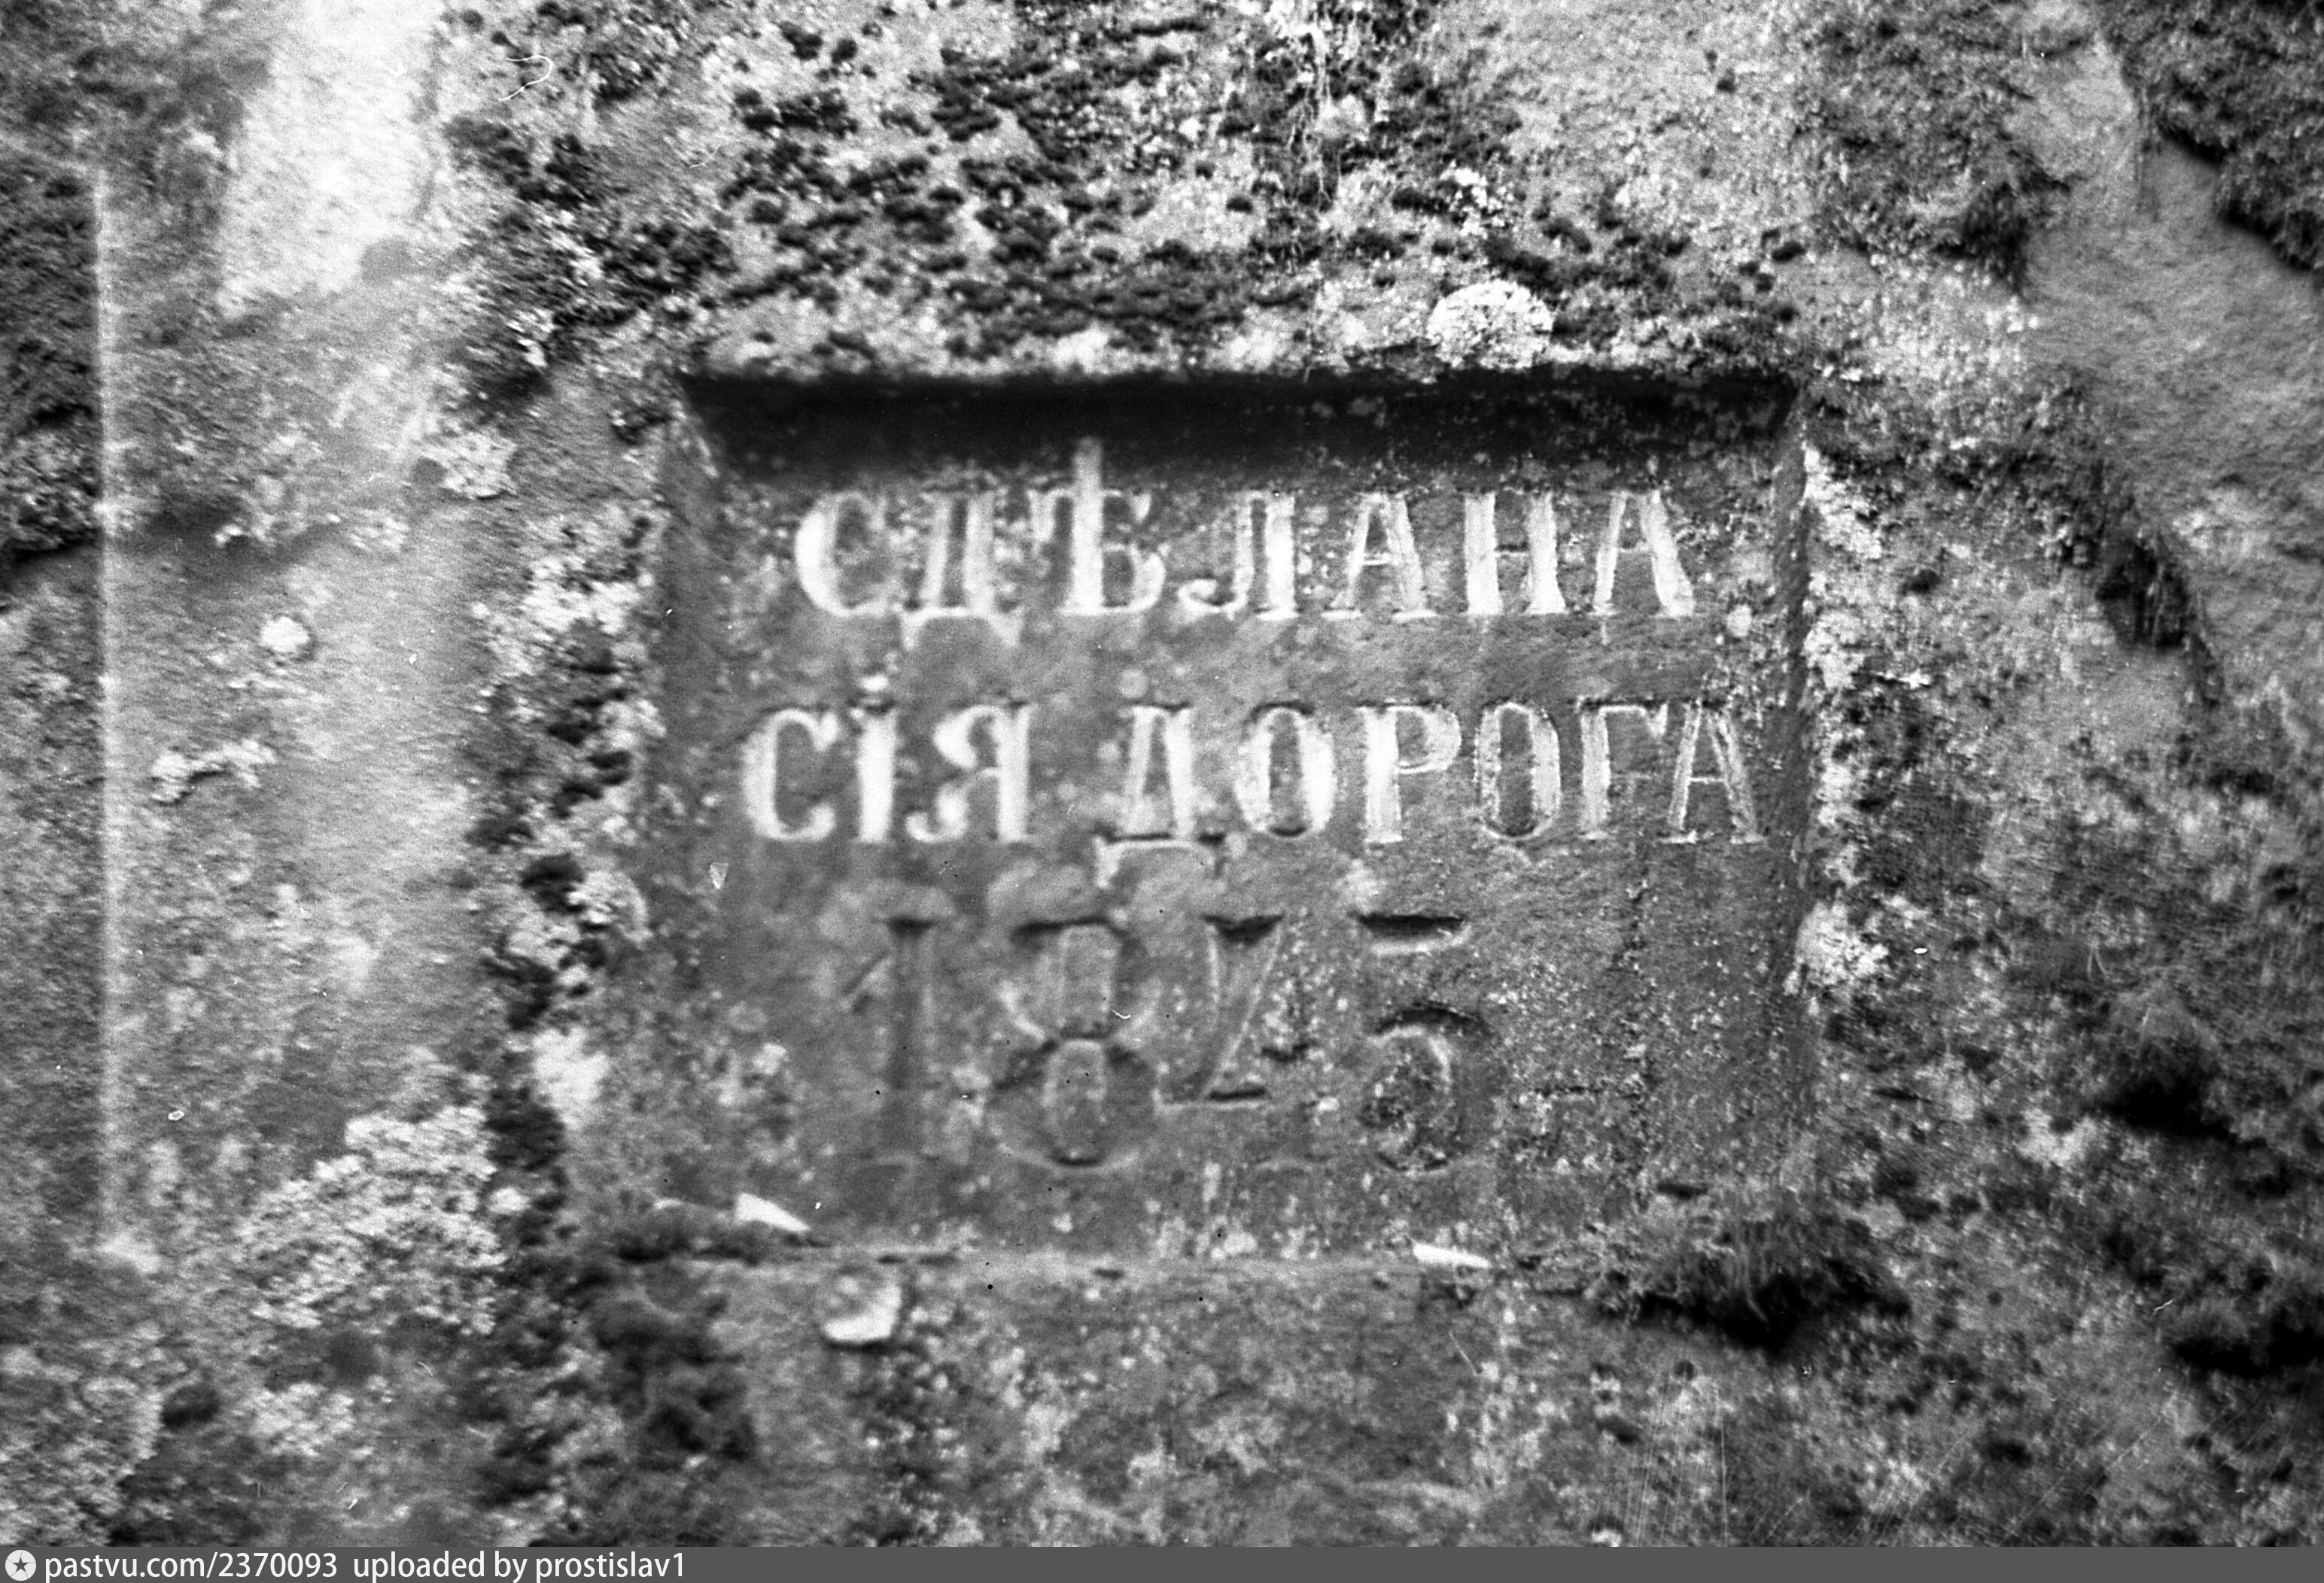 СДѢЛАНА
СІЯ ДОРОГА
1845
pastvu.com/2370093 uploaded by prostislav1